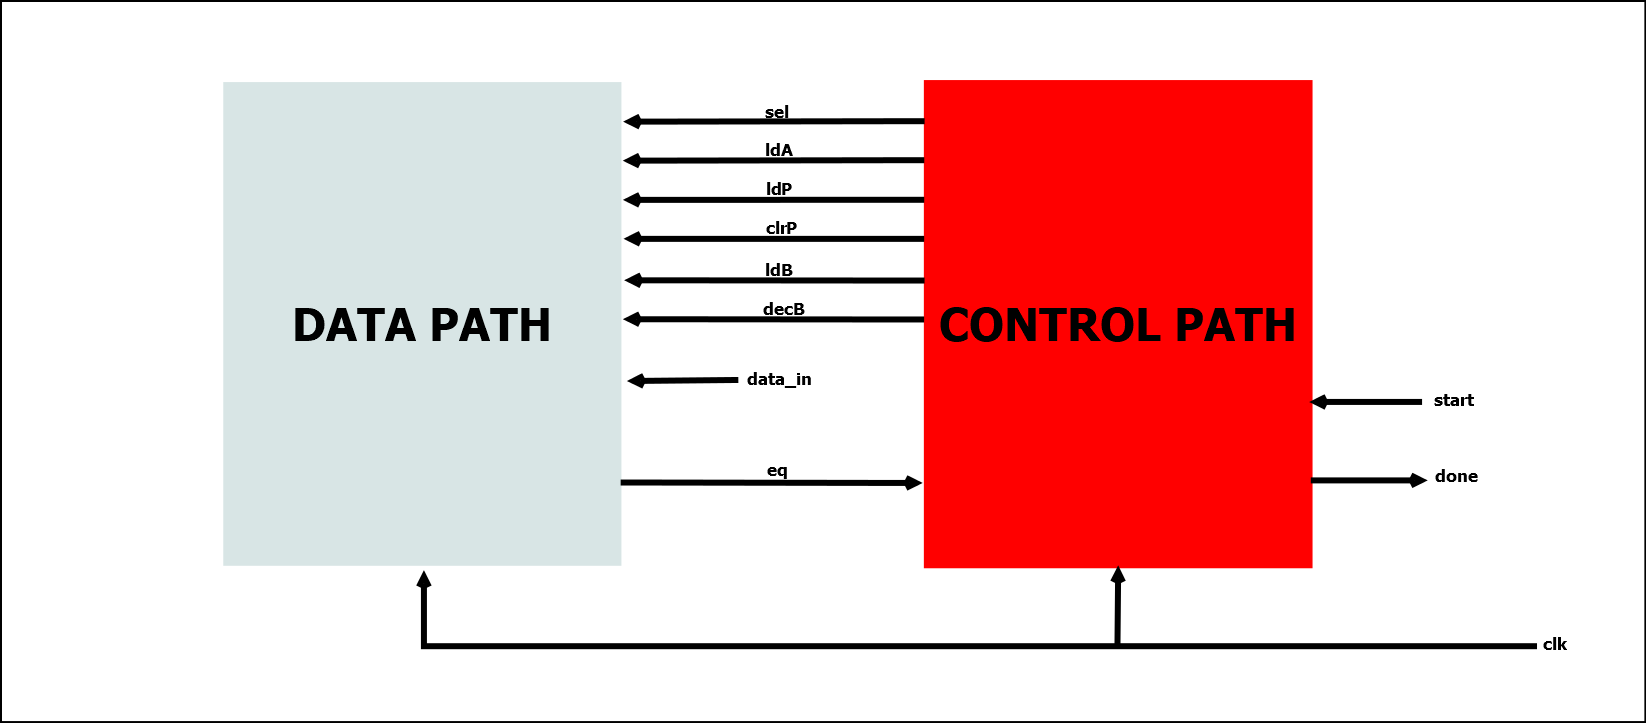 sel
ldA
ldP
clrP
ldB
decB
DATA PATH
CONTROL PATH
data_in
start
eq
done
clk